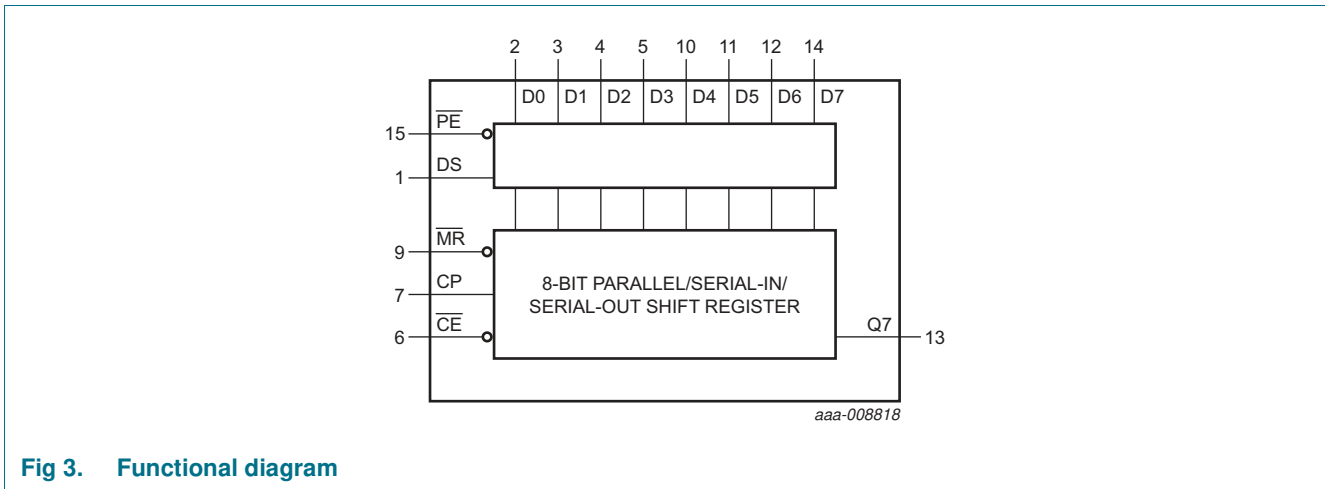 2 3 4 5 10 11 12 14
D0 D1 D2 D3 D4 D5 D6 D7
15 PE
1 DS
9 MR
7 CP
6 CE
8-BIT PARALLEL/SERIAL-IN/
SERIAL-OUT SHIFT REGISTER
Q7 13
aaa-008818
Fig 3. Functional diagram